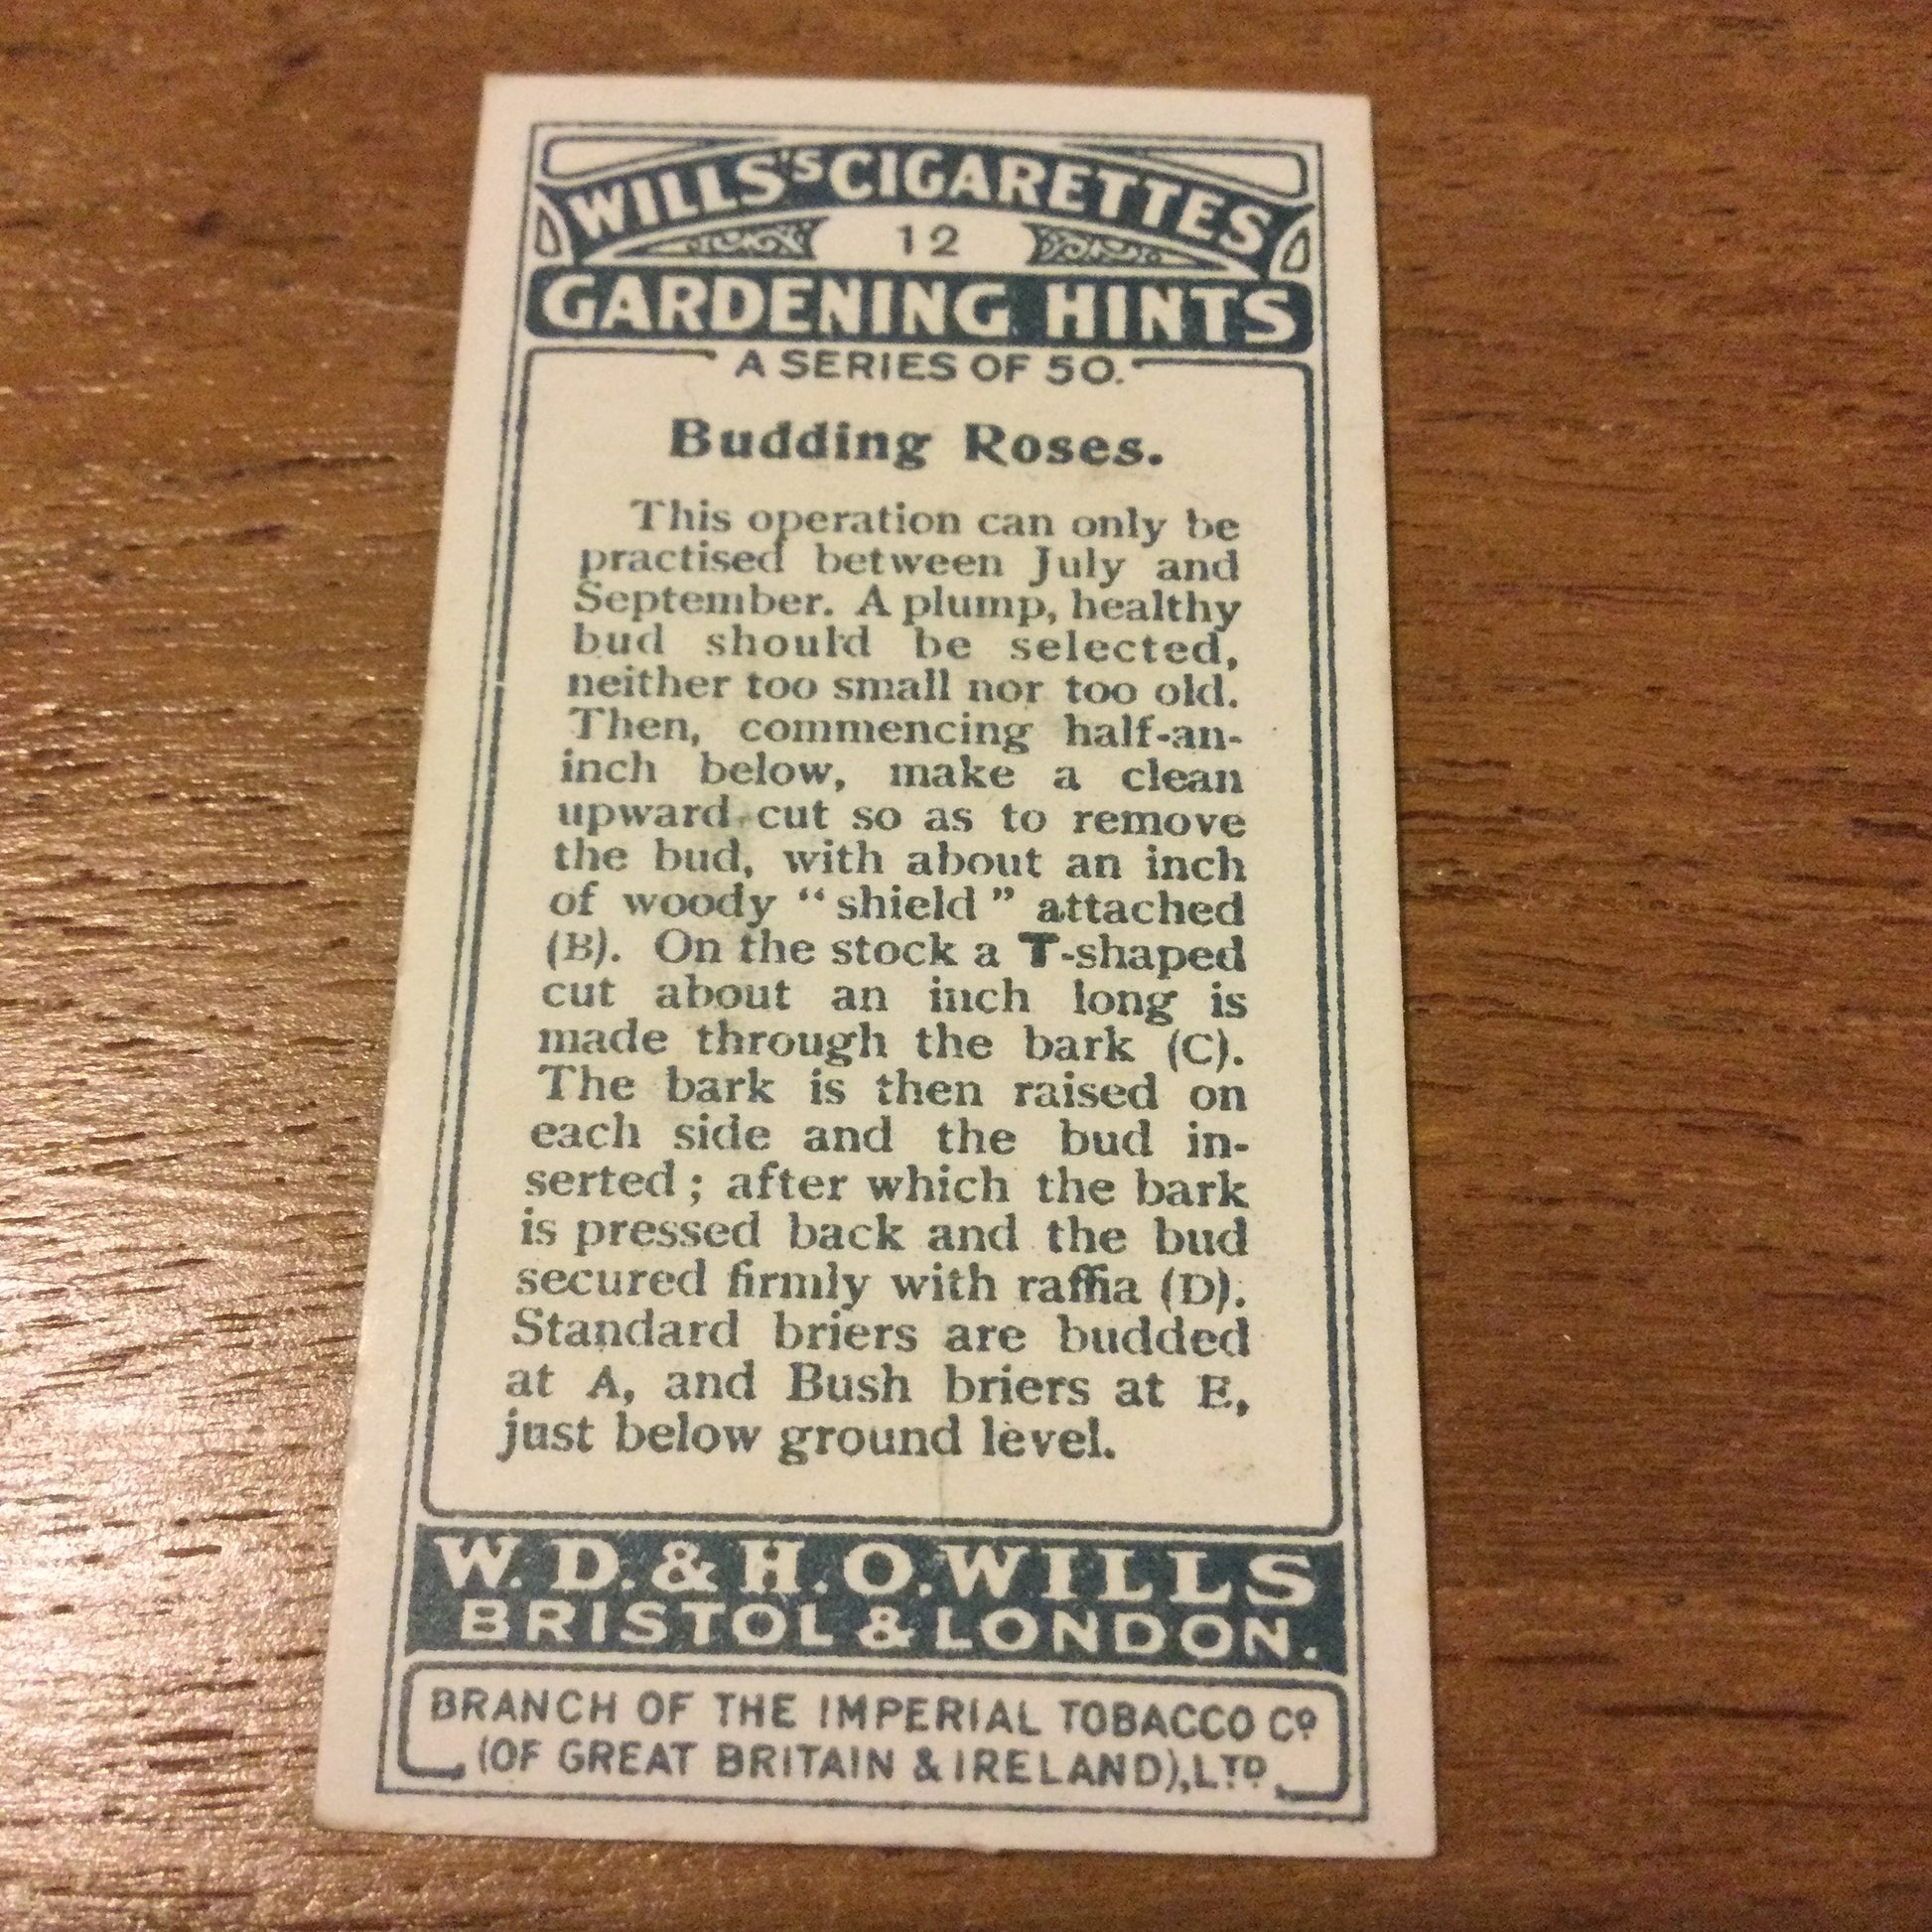 WILLS'S CIGARETTES
12
GARDENING HINTS
A SERIES OF 50.
Budding Roses.
This operation can only be
practised between July and
September. A plump, healthy
bud should be selected,
neither too small nor too old.
Then, commencing half-an-
inch below, make a clean
upward cut so as to remove
the bud, with about an inch
of woody "shield" attached
(B). On the stock a T-shaped
cut about an inch long is
made through the bark (C).
The bark is then raised on
each side and the bud in-
serted; after which the bark
is pressed back and the bud
secured firmly with raffia (D).
Standard briers are budded
at A, and Bush briers at E,
just below ground level.
W. D. & H. O. WILLS
BRISTOL & LONDON.
BRANCH OF THE IMPERIAL TOBACCO Cº
(OF GREAT BRITAIN & IRELAND), LTD